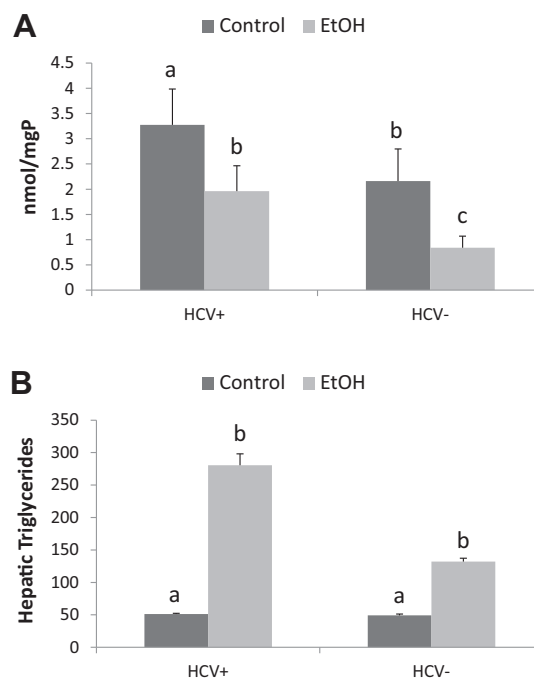 A
Control EtOH
4.5
4
3.5
3
2.5
2
1.5
1
0.5
0
nmol/mgP
a
b
b
c
HCV+ HCV-
B
Control EtOH
350
300
250
200
150
100
50
0
Hepatic Triglycerides
a
b
a
b
HCV+ HCV-